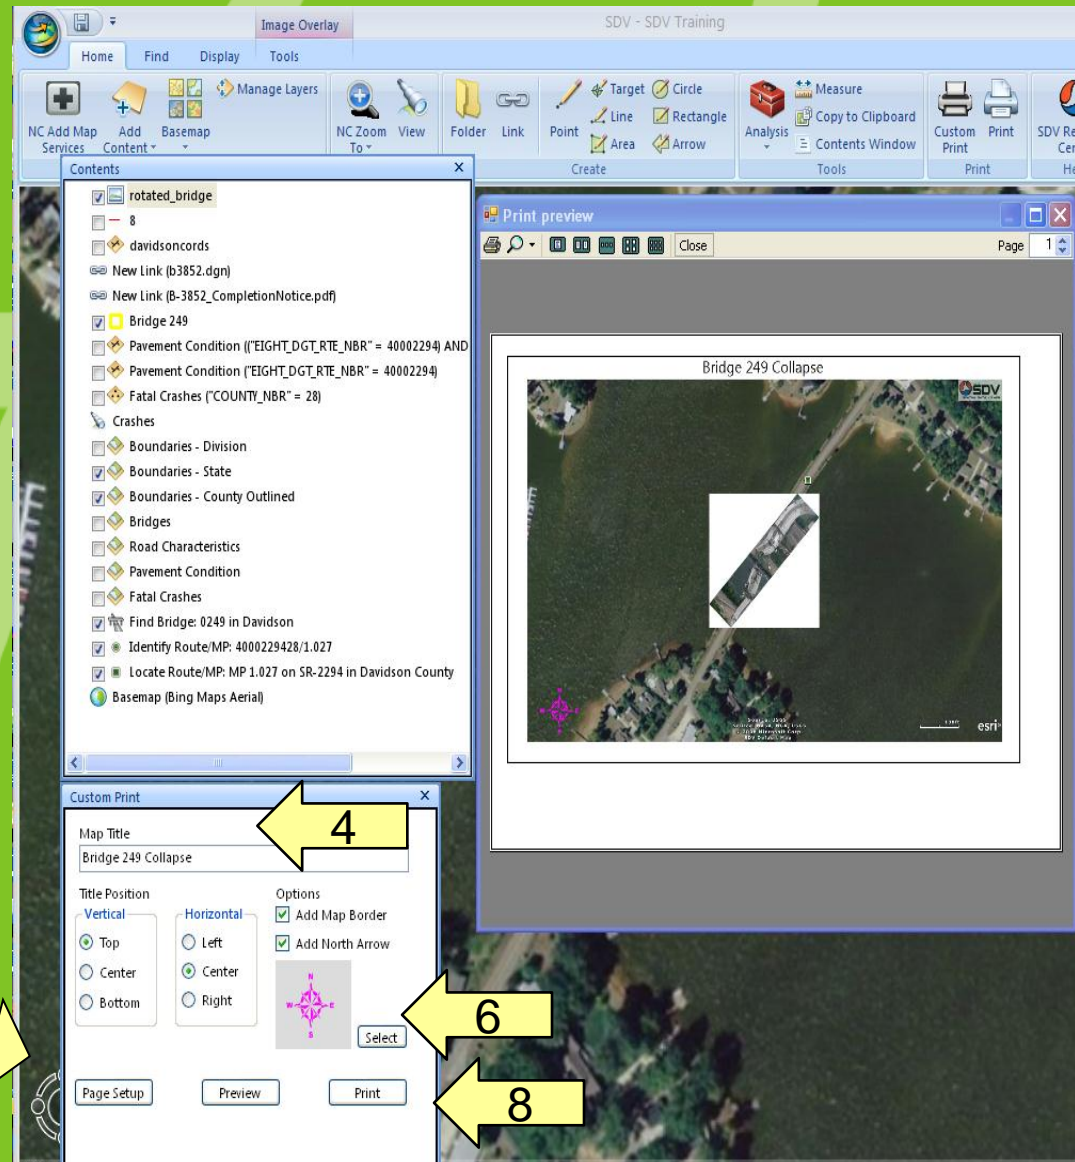 Image Overlay
SDV - SDV Training
Home Find Display Tools
NC Add Map Services
Add Content
Basemap
Manage Layers
NC Zoom To
View
Folder
Link
Point
Target
Line
Area
Circle
Rectangle
Arrow
Create
Analysis
Measure
Copy to Clipboard
Contents Window
Tools
Custom Print
Print
Print
SDV Re
Cen
He
Contents X
rotated_bridge
8
davidsoncords
New Link (b3852.dgn)
New Link (B-3852_CompletionNotice.pdf)
Bridge 249
Pavement Condition (("EIGHT_DGT_RTE_NBR" = 40002294) AND
Pavement Condition ("EIGHT_DGT_RTE_NBR" = 40002294)
Fatal Crashes ("COUNTY_NBR" = 28)
Crashes
Boundaries - Division
Boundaries - State
Boundaries - County Outlined
Bridges
Road Characteristics
Pavement Condition
Fatal Crashes
Find Bridge: 0249 in Davidson
Identify Route/MP: 4000229428/1.027
Locate Route/MP: MP 1.027 on SR-2294 in Davidson County
Basemap (Bing Maps Aerial)
Print preview
Close
Page 1
Bridge 249 Collapse
SDV
esri
Custom Print X
4
Map Title
Bridge 249 Collapse
Title Position
Vertical
Top
Center
Bottom
Horizontal
Left
Center
Right
Options
Add Map Border
Add North Arrow
N
W E
S
Select
6
Page Setup
Preview
Print
8